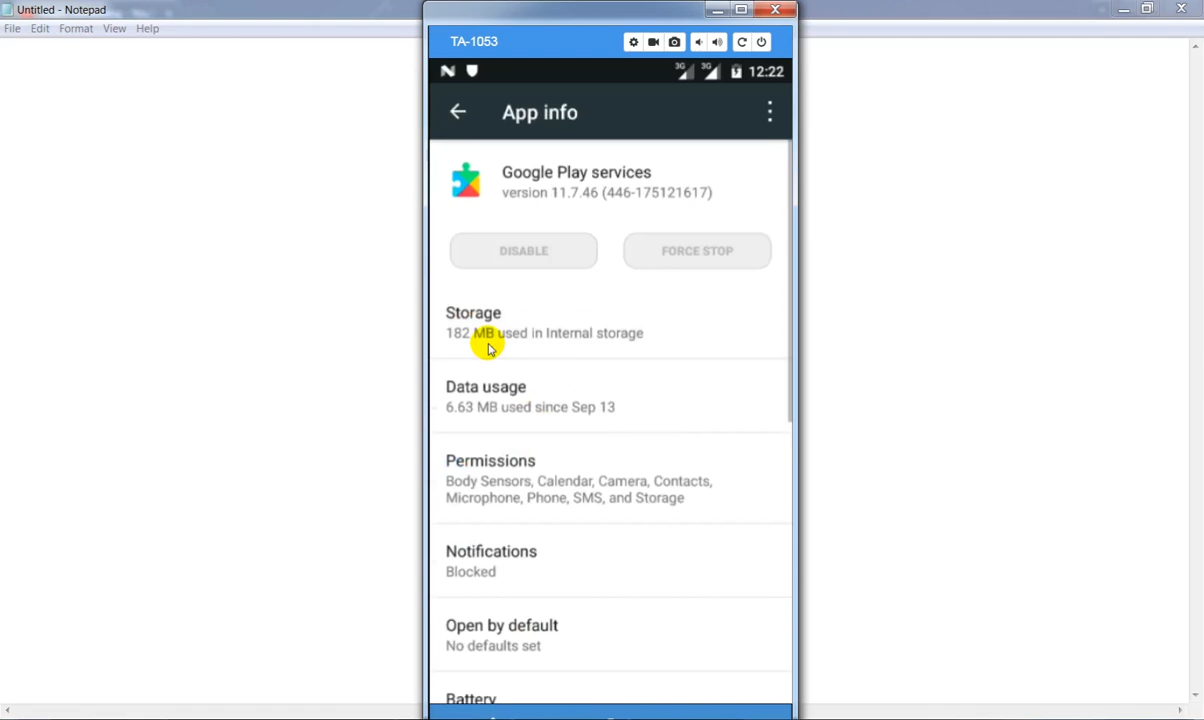 Untitled - Notepad
File Edit Format View Help
TA-1053
3G 3G 12:22
App info
Google Play services
version 11.7.46 (446-175121617)
DISABLE FORCE STOP
Storage
182 MB used in Internal storage
Data usage
6.63 MB used since Sep 13
Permissions
Body Sensors, Calendar, Camera, Contacts,
Microphone, Phone, SMS, and Storage
Notifications
Blocked
Open by default
No defaults set
Battery